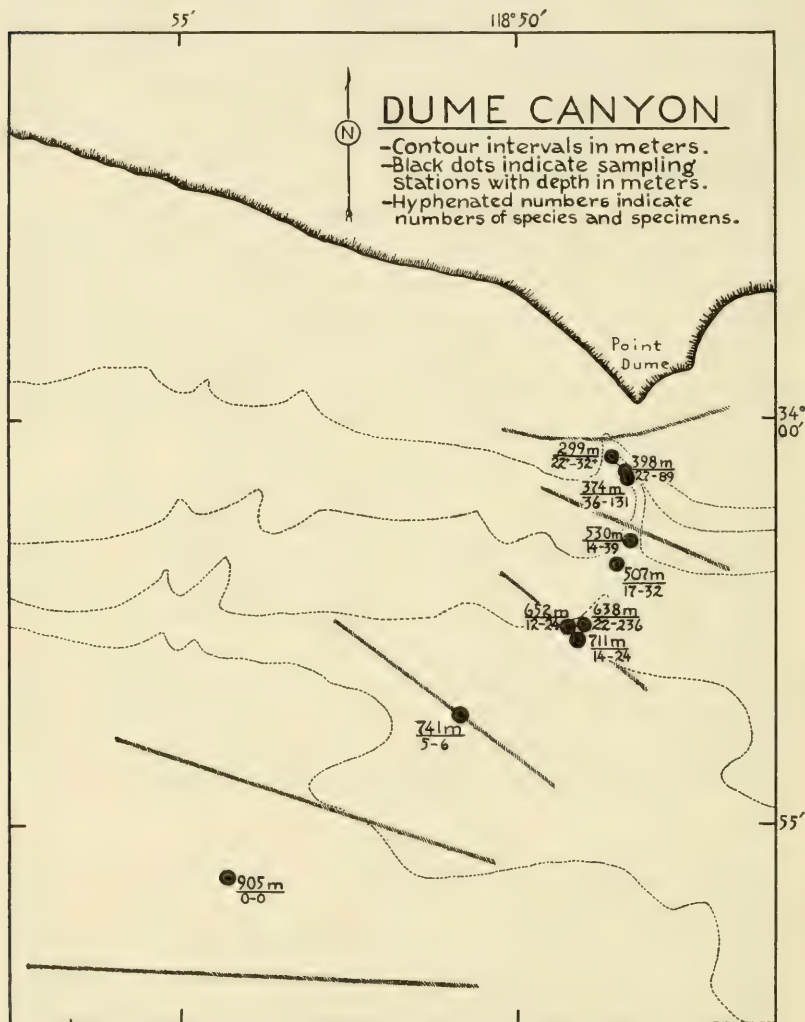 55'
118°50'
DUME CANYON
N
-Contour intervals in meters.
-Black dots indicate sampling
stations with depth in meters.
-Hyphenated numbers indicate
numbers of species and specimens.
Point
Dume
34°
00'
299m
22+-32+
398m
27-89
374m
36-131
530m
14-39
507m
17-32
652m
12-24
638m
22-236
711m
14-24
741m
5-6
55'
905m
0-0